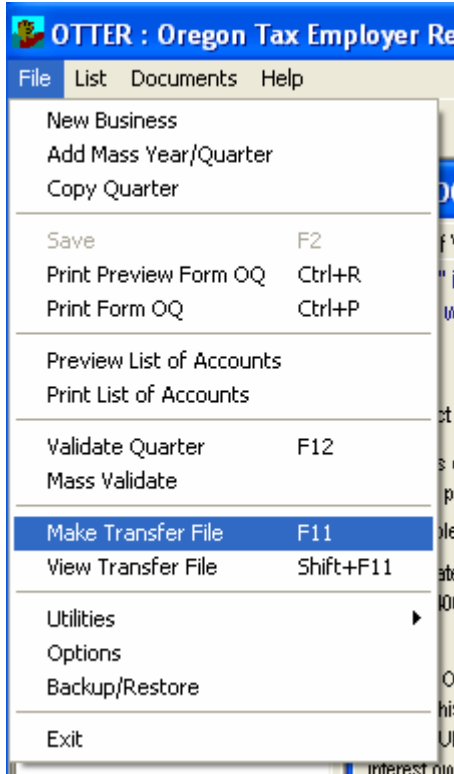 OTTER : Oregon Tax Employer Re
File List Documents Help
New Business
Add Mass Year/Quarter
Copy Quarter
Save F2
Print Preview Form OQ Ctrl+R
Print Form OQ Ctrl+P
Preview List of Accounts
Print List of Accounts
Validate Quarter F12
Mass Validate
Make Transfer File F11
View Transfer File Shift+F11
Utilities
Options
Backup/Restore
Exit